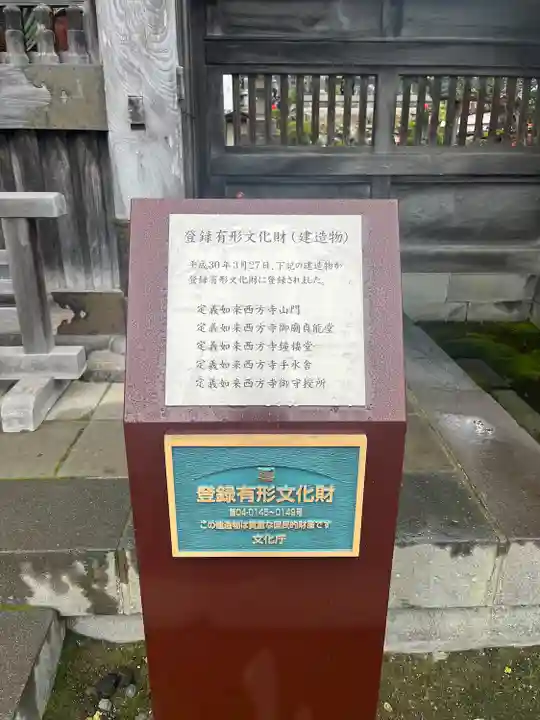 登録有形文化財(建造物)
平成30年3月27日、下記の建造物が
登録有形文化財に登録されました。
定義如来西方寺山門
定義如来西方寺御廟貞能堂
定義如来西方寺鐘楼堂
定義如来西方寺手水舎
定義如来西方寺御守授所
登録有形文化財
第04-0145~0149号
この建造物は貴重な国民的財産です
文化庁